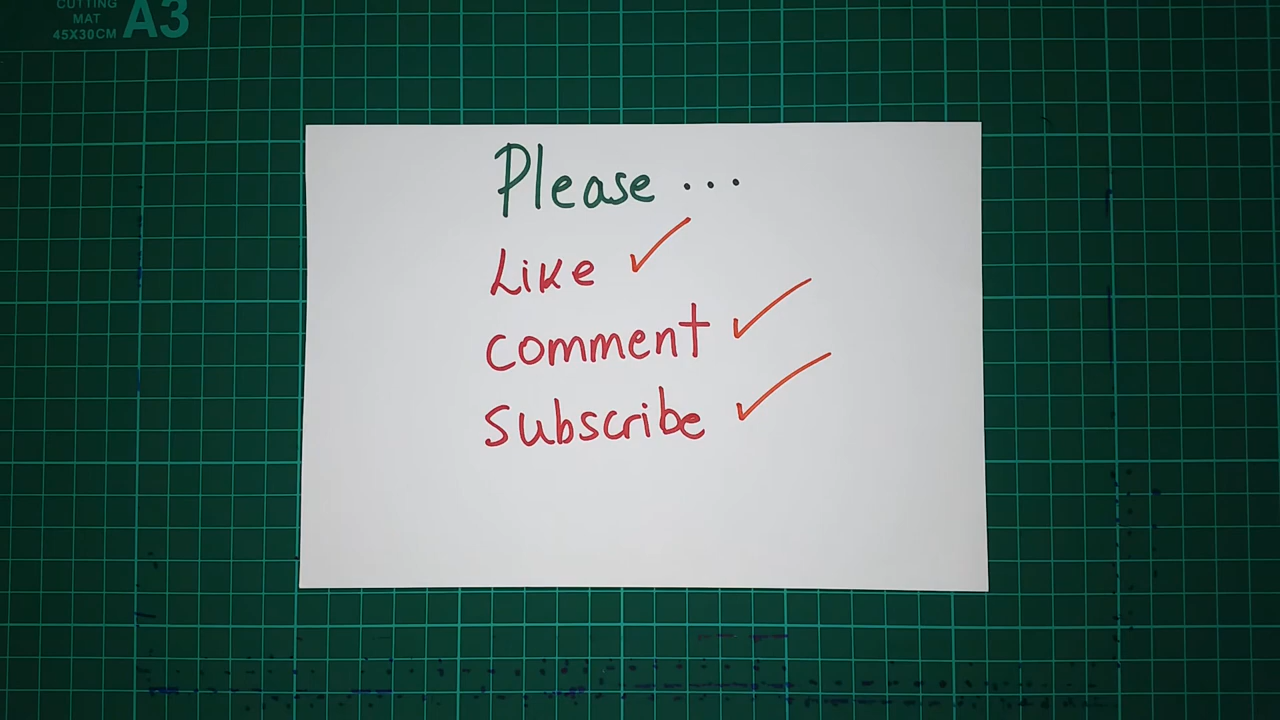 CUTTING
MAT
45X30CM
A3
Please ...
Like ✓
Comment ✓
Subscribe ✓